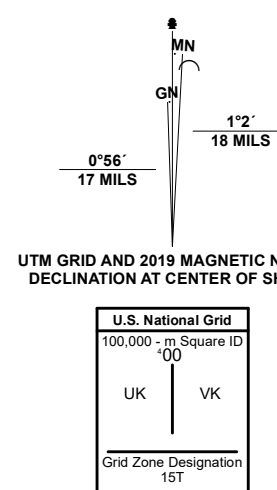 MN
GN
1°2´
18 MILS
0°56´
17 MILS
UTM GRID AND 2019 MAGNETIC N
DECLINATION AT CENTER OF SH
U.S. National Grid
100,000 - m Square ID
⁴00
UK VK
Grid Zone Designation
15T